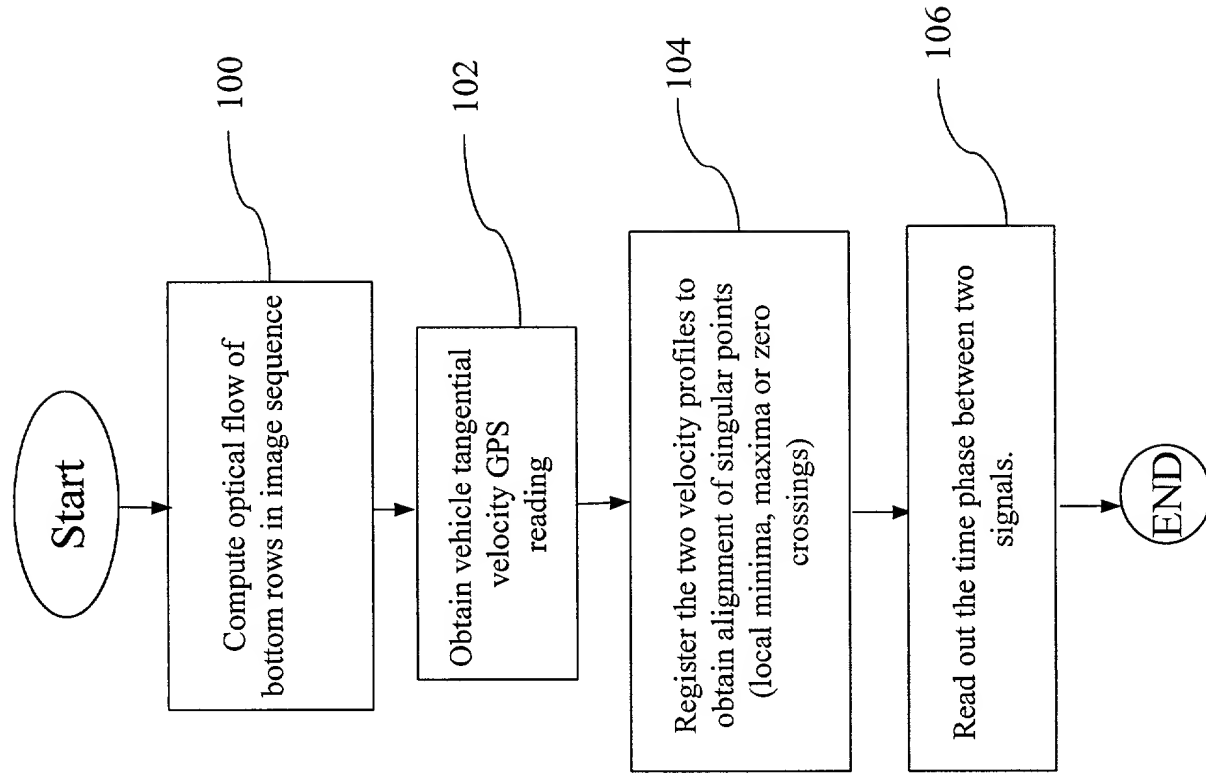 Start
Compute optical flow of
bottom rows in image sequence
100
Obtain vehicle tangential
velocity GPS
reading
102
Register the two velocity profiles to
obtain alignment of singular points
(local minima, maxima or zero
crossings)
104
Read out the time phase between two
signals.
106
END